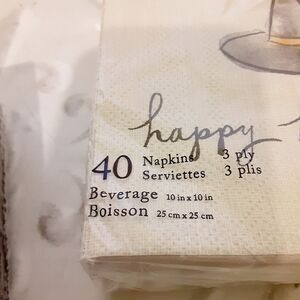 happy
40 Napkins 3 ply
Serviettes 3 plis
Beverage 10 in x 10 in
Boisson 25 cm x 25 cm